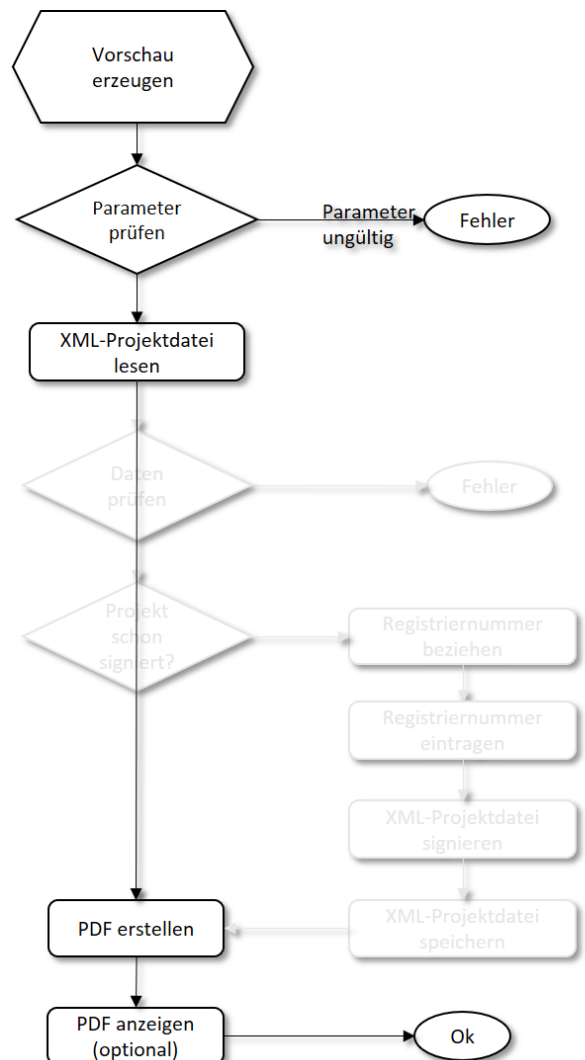 Vorschau
erzeugen
Parameter
prüfen
Parameter
ungültig
Fehler
XML-Projektdatei
lesen
Daten
prüfen
Fehler
Projekt
schon
signiert?
Registriernummer
beziehen
Registriernummer
eintragen
XML-Projektdatei
signieren
XML-Projektdatei
speichern
PDF erstellen
PDF anzeigen
(optional)
Ok